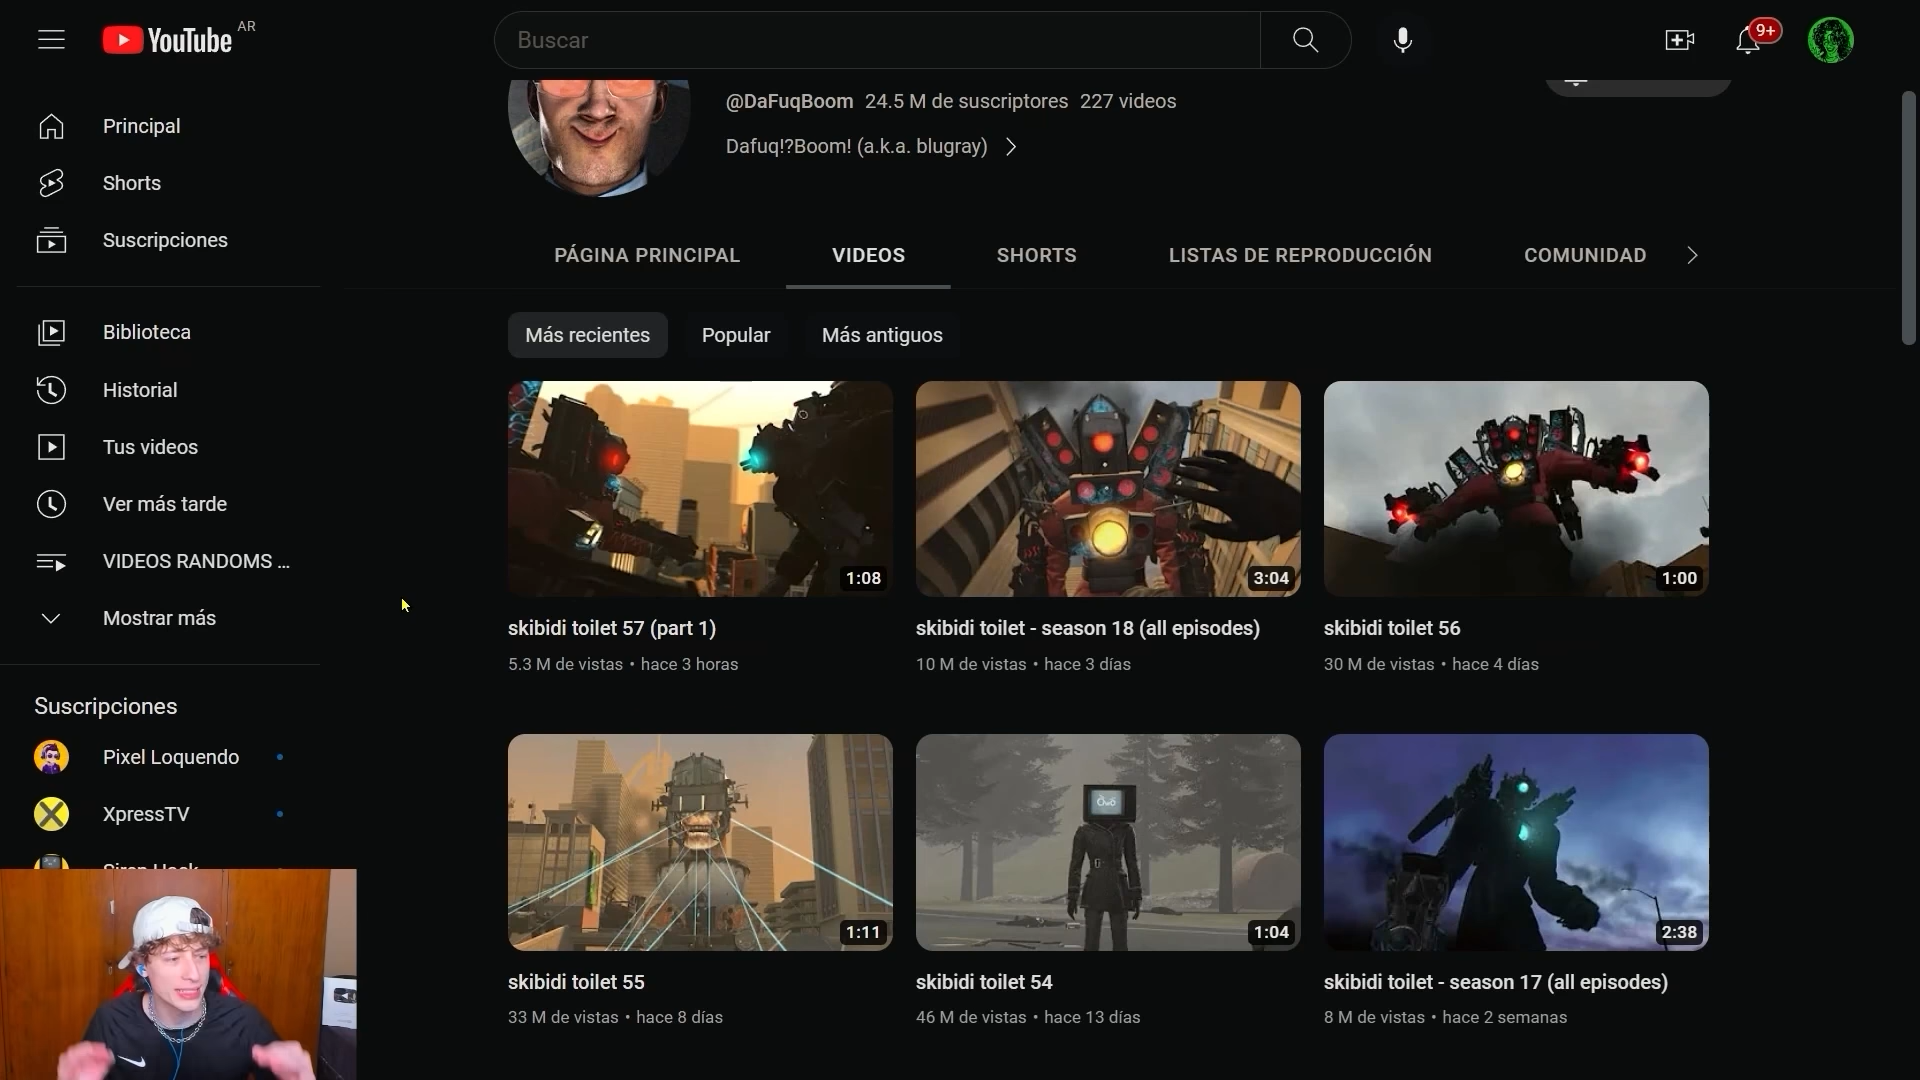 YouTube AR
Buscar
9+
Principal
Shorts
Suscripciones
Biblioteca
Historial
Tus videos
Ver más tarde
VIDEOS RANDOMS ...
Mostrar más
Suscripciones
Pixel Loquendo
XpressTV
@DaFuqBoom 24.5 M de suscriptores 227 videos
Dafuq!?Boom! (a.k.a. blugray)
PÁGINA PRINCIPAL VIDEOS SHORTS LISTAS DE REPRODUCCIÓN COMUNIDAD
Más recientes Popular Más antiguos
1:08
3:04
1:00
skibidi toilet 57 (part 1)
5.3 M de vistas • hace 3 horas
skibidi toilet - season 18 (all episodes)
10 M de vistas • hace 3 días
skibidi toilet 56
30 M de vistas • hace 4 días
1:11
1:04
2:38
skibidi toilet 55
33 M de vistas • hace 8 días
skibidi toilet 54
46 M de vistas • hace 13 días
skibidi toilet - season 17 (all episodes)
8 M de vistas • hace 2 semanas